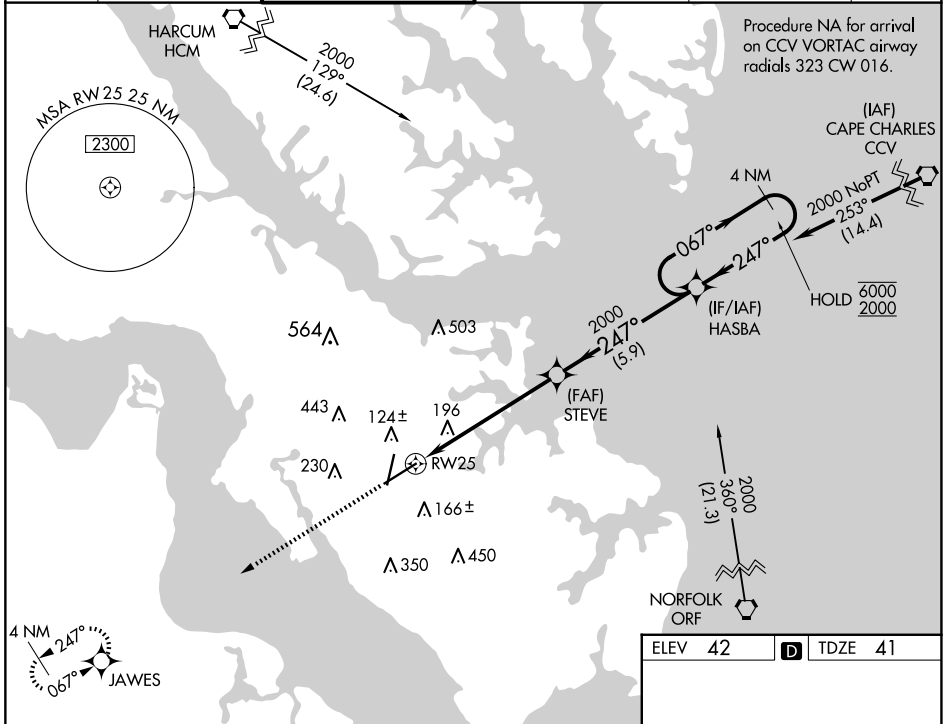 HARCUM
HCM
2000
129°
(24.6)
Procedure NA for arrival
on CCV VORTAC airway
radials 323 CW 016.
MSA RW 25 25 NM
2300
(IAF)
CAPE CHARLES
CCV
4 NM
2000 NoPT
253°
(14.4)
067°
247°
HOLD 6000
2000
(IF/IAF)
HASBA
2000
247°
(5.9)
(FAF)
STEVE
564
503
443
124±
196
230
RW25
166±
350
450
2000
360°
(21.3)
NORFOLK
ORF
4 NM
247°
067°
JAWES
ELEV 42 D TDZE 41